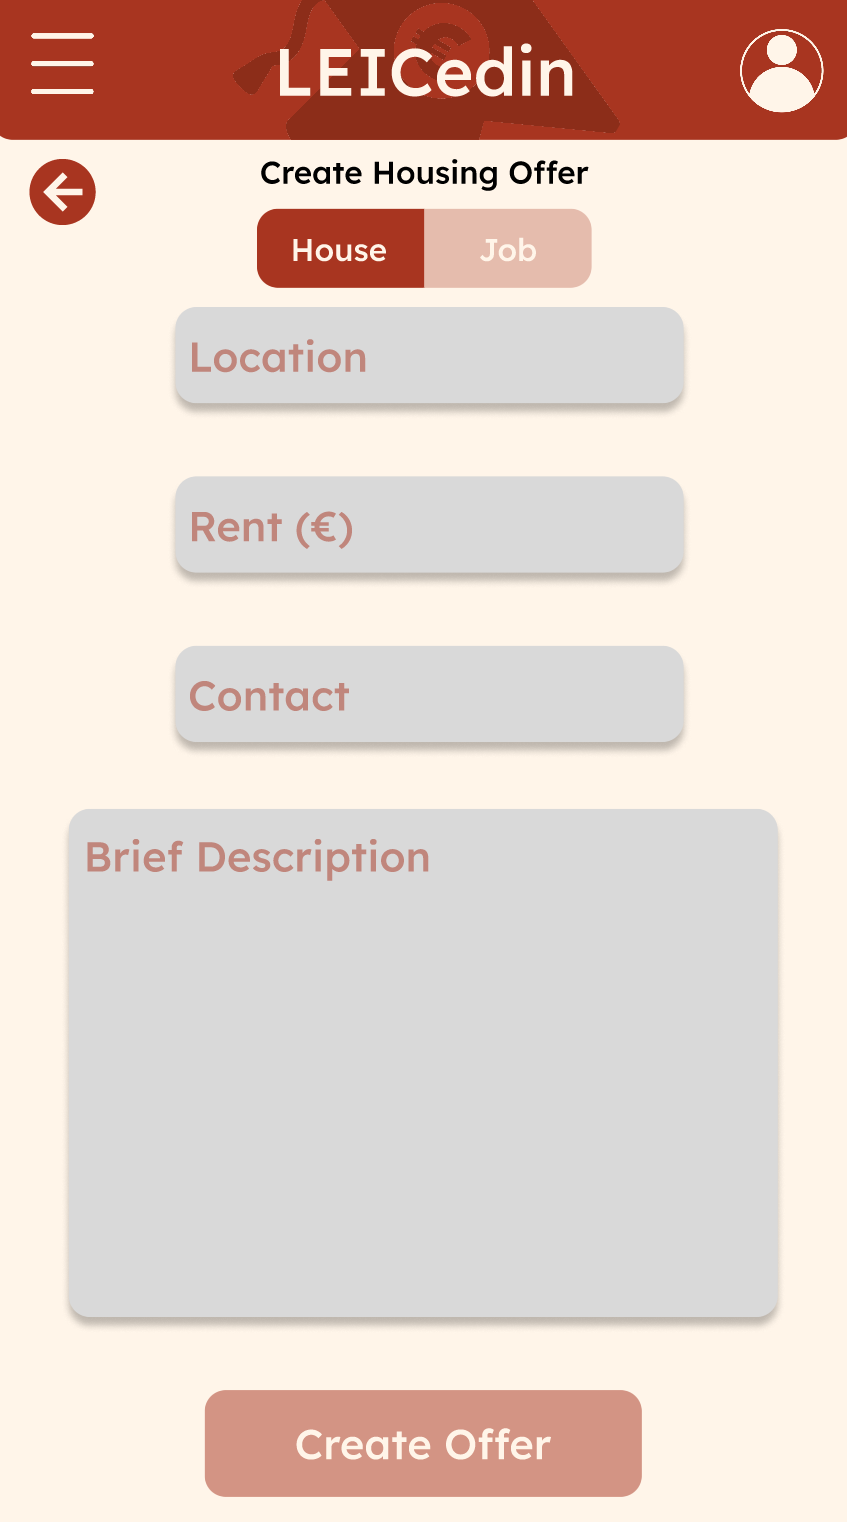 LEICedin
Create Housing Offer
House Job
Location
Rent (€)
Contact
Brief Description
Create Offer